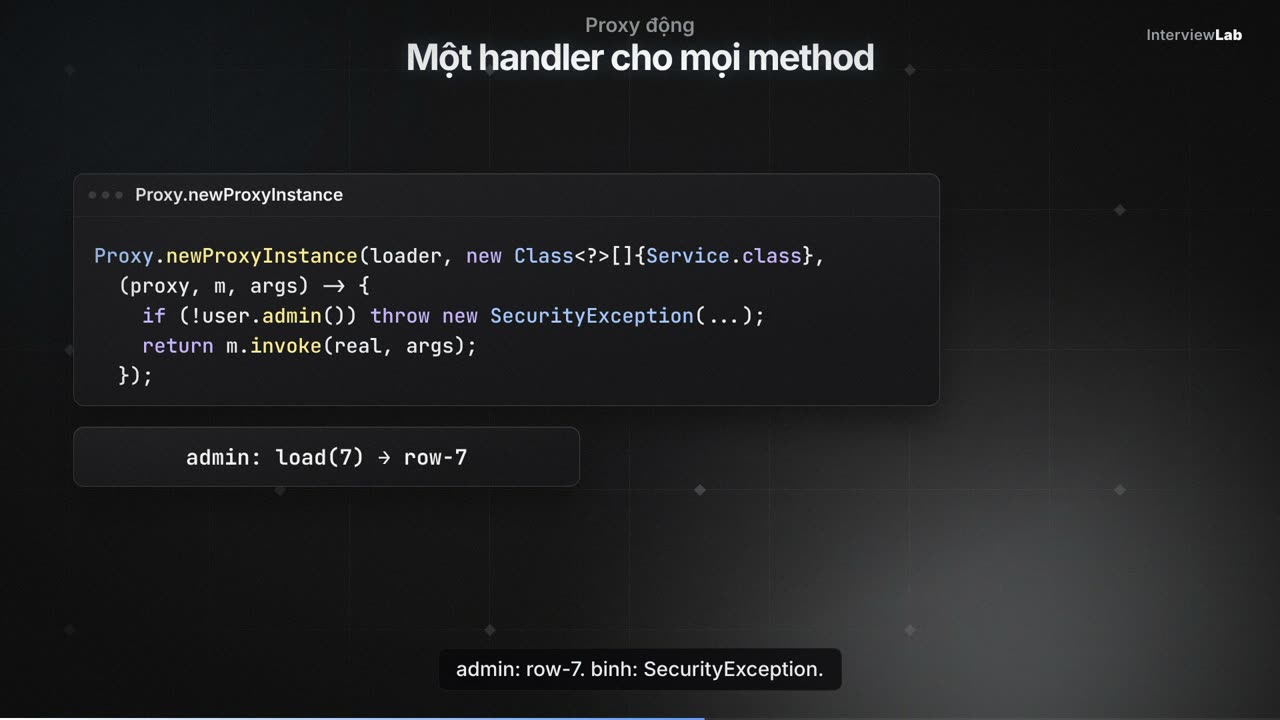 Proxy động
Một handler cho mọi method
InterviewLab
Proxy.newProxyInstance
Proxy.newProxyInstance(loader, new Class<?>[]{Service.class},
  (proxy, m, args) -> {
    if (!user.admin()) throw new SecurityException(...);
    return m.invoke(real, args);
  });
admin: load(7) → row-7
admin: row-7. binh: SecurityException.